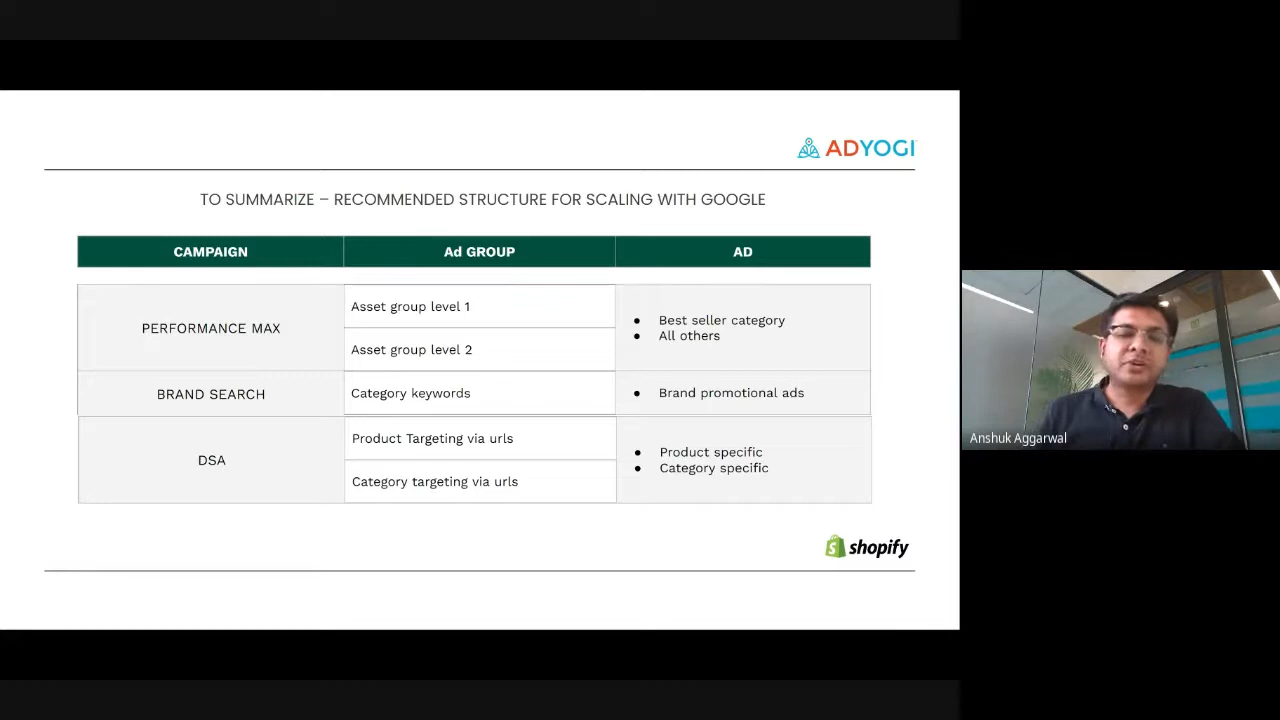 ADYOGI
TO SUMMARIZE – RECOMMENDED STRUCTURE FOR SCALING WITH GOOGLE
CAMPAIGN
Ad GROUP
AD
PERFORMANCE MAX
Asset group level 1
Asset group level 2
● Best seller category
● All others
BRAND SEARCH
Category keywords
● Brand promotional ads
DSA
Product Targeting via urls
Category targeting via urls
● Product specific
● Category specific
shopify
Anshuk Aggarwal